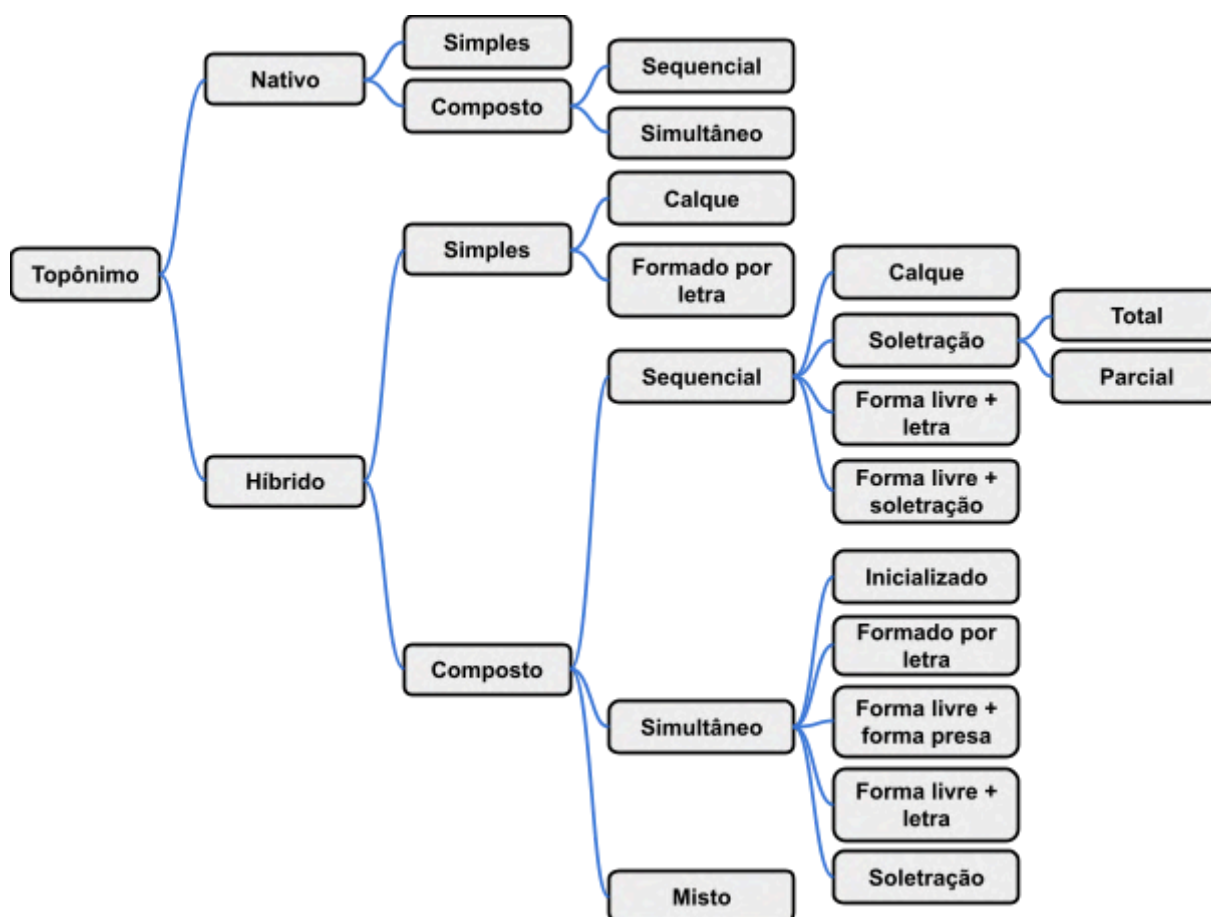 Topônimo
Nativo
Simples
Composto
Sequencial
Simultâneo
Híbrido
Simples
Calque
Formado por
letra
Composto
Sequencial
Calque
Soletração
Total
Parcial
Forma livre +
letra
Forma livre +
soletração
Simultâneo
Inicializado
Formado por
letra
Forma livre +
forma presa
Forma livre +
letra
Soletração
Misto